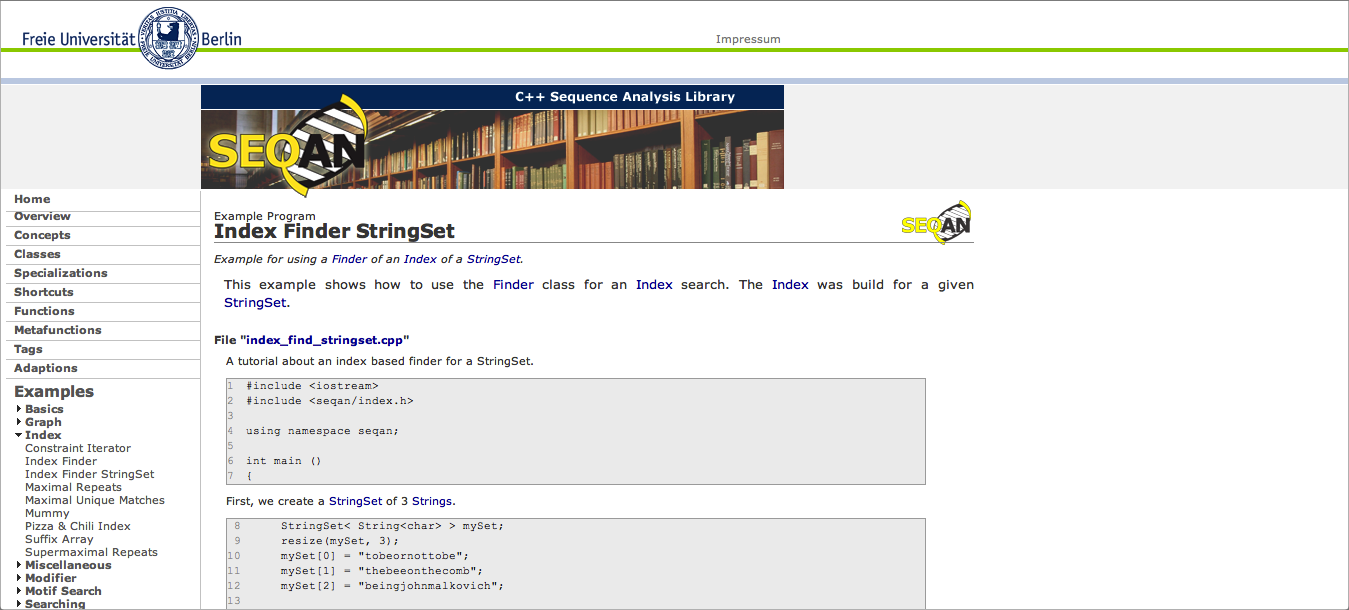 Freie Universität Berlin
Impressum
C++ Sequence Analysis Library
SEQAN
Home
Overview
Concepts
Classes
Specializations
Shortcuts
Functions
Metafunctions
Tags
Adaptions
Examples
Basics
Graph
Index
Constraint Iterator
Index Finder
Index Finder StringSet
Maximal Repeats
Maximal Unique Matches
Mummy
Pizza & Chili Index
Suffix Array
Supermaximal Repeats
Miscellaneous
Modifier
Motif Search
Searching
Example Program
Index Finder StringSet
SEQAN
Example for using a Finder of an Index of a StringSet.
This example shows how to use the Finder class for an Index search. The Index was build for a given
StringSet.
File "index_find_stringset.cpp"
A tutorial about an index based finder for a StringSet.
1 #include <iostream>
2 #include <seqan/index.h>
3
4 using namespace seqan;
5
6 int main ()
7 {
First, we create a StringSet of 3 Strings.
8 StringSet< String<char> > mySet;
9 resize(mySet, 3);
10 mySet[0] = "tobeornottobe";
11 mySet[1] = "thebeeonthecomb";
12 mySet[2] = "beingjohnmalkovich";
13